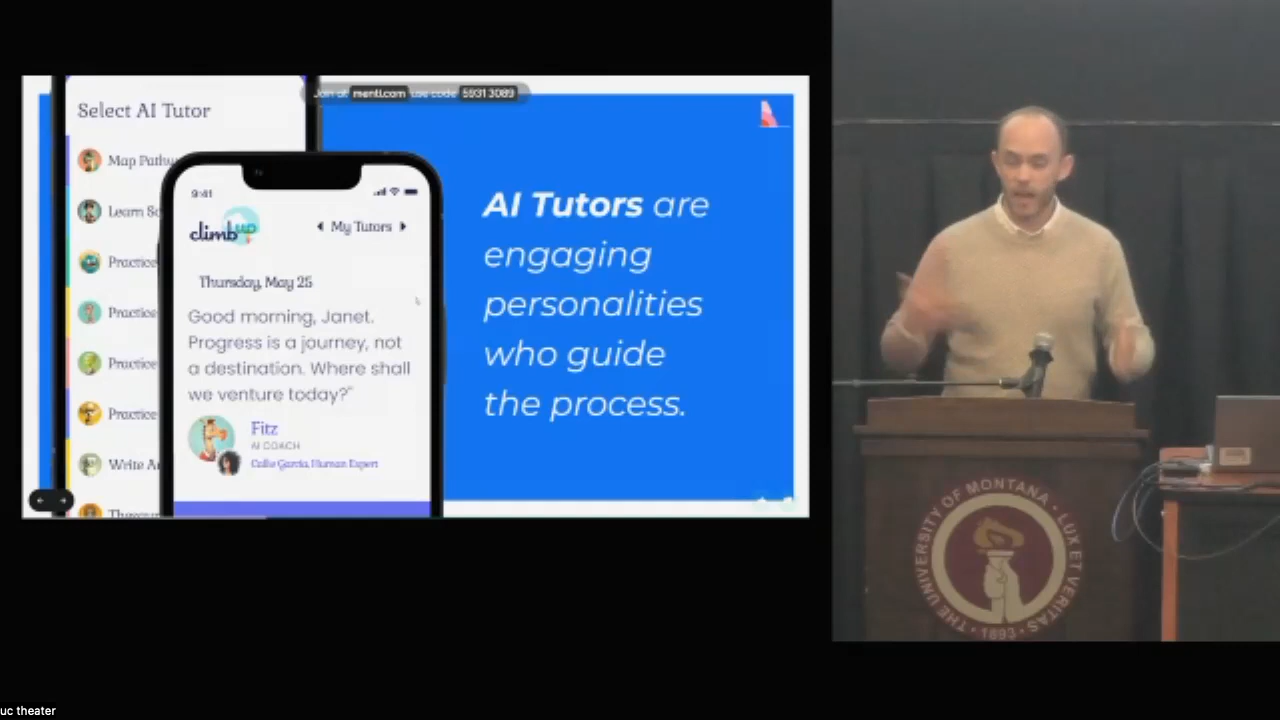 Join at menti.com use code 5931 3089
Select AI Tutor
Map
Learn
Practice
Practice
Practice
Practice
Write
9:41
climb up
My Tutors
Thursday, May 25
Good morning, Janet.
Progress is a journey, not
a destination. Where shall
we venture today?"
Fitz
AI COACH
Callie Garcia, Human Expert
AI Tutors are
engaging
personalities
who guide
the process.
THE UNIVERSITY OF MONTANA · LUX ET VERITAS ·
1893
uc theater